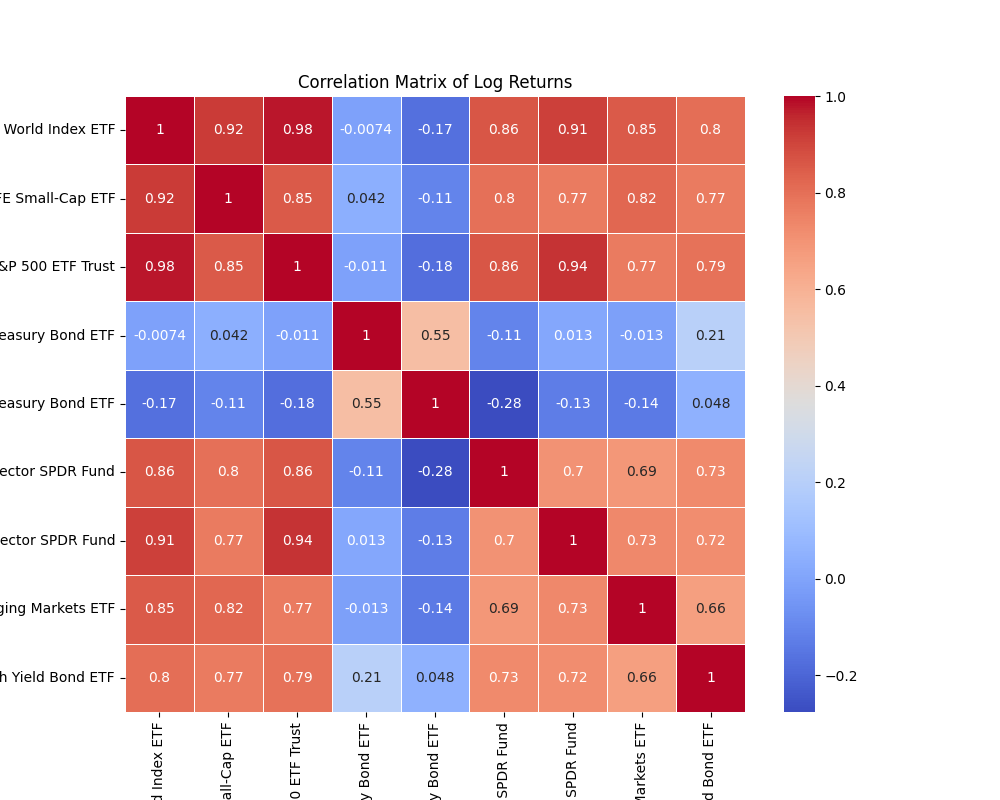 Correlation Matrix of Log Returns
World Index ETF 1 0.92 0.98 -0.0074 -0.17 0.86 0.91 0.85 0.8
Small-Cap ETF 0.92 1 0.85 0.042 -0.11 0.8 0.77 0.82 0.77
&P 500 ETF Trust 0.98 0.85 1 -0.011 -0.18 0.86 0.94 0.77 0.79
easury Bond ETF -0.0074 0.042 -0.011 1 0.55 -0.11 0.013 -0.013 0.21
easury Bond ETF -0.17 -0.11 -0.18 0.55 1 -0.28 -0.13 -0.14 0.048
ector SPDR Fund 0.86 0.8 0.86 -0.11 -0.28 1 0.7 0.69 0.73
ector SPDR Fund 0.91 0.77 0.94 0.013 -0.13 0.7 1 0.73 0.72
ging Markets ETF 0.85 0.82 0.77 -0.013 -0.14 0.69 0.73 1 0.66
h Yield Bond ETF 0.8 0.77 0.79 0.21 0.048 0.73 0.72 0.66 1
d Index ETF
all-Cap ETF
0 ETF Trust
y Bond ETF
y Bond ETF
SPDR Fund
SPDR Fund
Markets ETF
d Bond ETF
1.0
0.8
0.6
0.4
0.2
0.0
−0.2